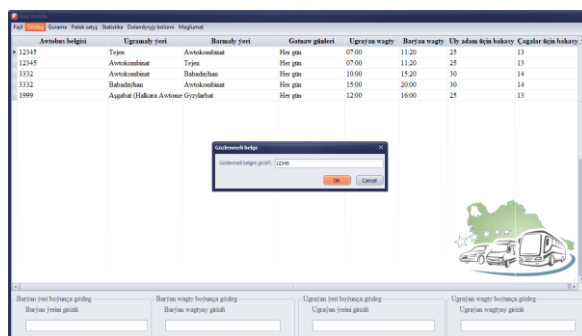 Faýl Gözleg Gurama Petek satyş Statistika Dolandyryjy bölümi Maglumat
Awtobus belgisi Ugramaly ýeri Barmaly ýeri Gatnaw günleri Ugraýan wagty Barýan wagty Uly adam üçin bahasy Çagalar üçin bahasy
12345 Tejen Awtokombinat Her gün 07:00 11:20 25 13
12345 Awtokombinat Tejen Her gün 07:00 11:20 25 13
3332 Awtokombinat Babadaýhan Her gün 10:00 15:20 30 14
3332 Babadaýhan Awtokombinat Her gün 15:00 20:00 30 14
1999 Aşgabat (Halkara Awtome Gyzylarbat Her gün 12:00 16:00 25 13
Gözlenmeli belgi
Gözlenmeli belgini giriziň: 12345
OK Cancel
Barýan ýeri boýunça gözleg Barýan wagty boýunça gözleg Ugraýan ýeri boýunça gözleg Ugraýan wagty boýunça gözleg
Barýan ýerini giriziň Barýan wagtyny giriziň Ugraýan ýerini giriziň Ugraýan wagtyny giriziň